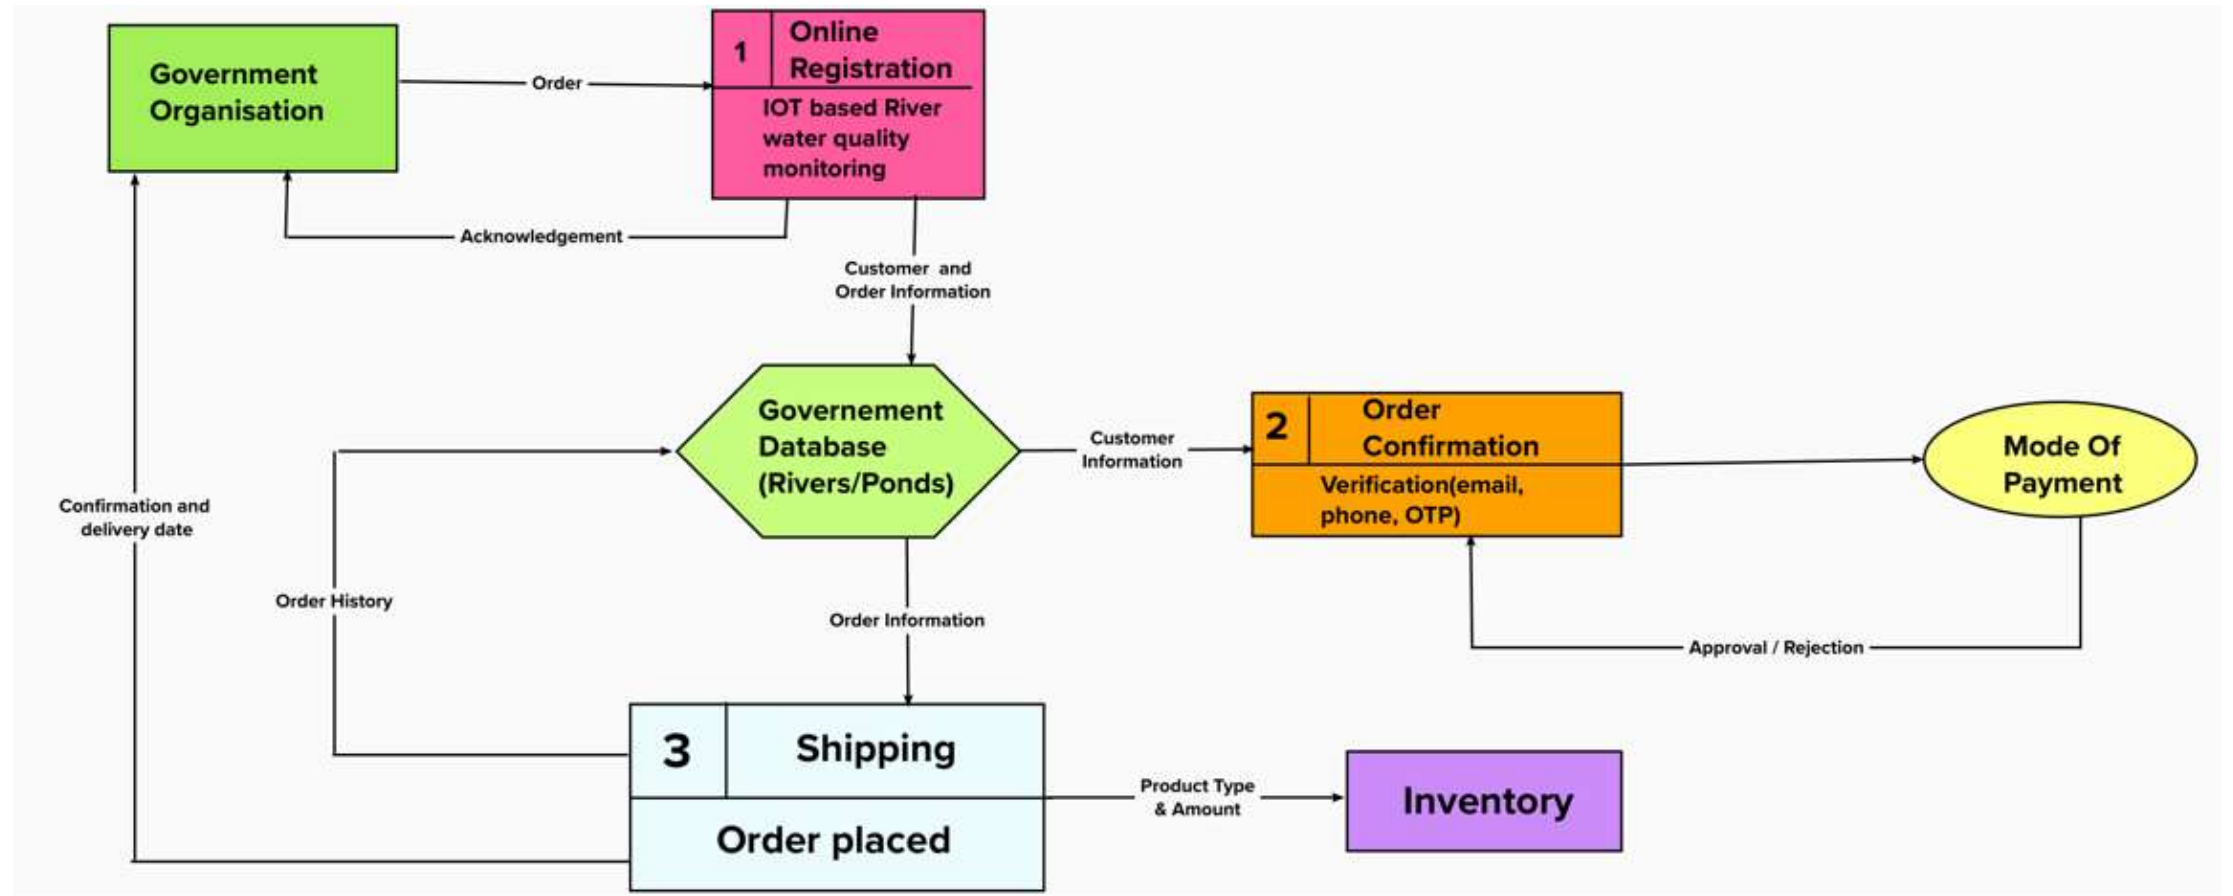 Government
Organisation
Order
1
Online
Registration
IOT based River
water quality
monitoring
Acknowledgement
Customer and
Order Information
Governement
Database
(Rivers/Ponds)
Customer
Information
2
Order
Confirmation
Verification(email,
phone, OTP)
Mode Of
Payment
Confirmation and
delivery date
Order History
Order Information
Approval / Rejection
3
Shipping
Order placed
Product Type
& Amount
Inventory